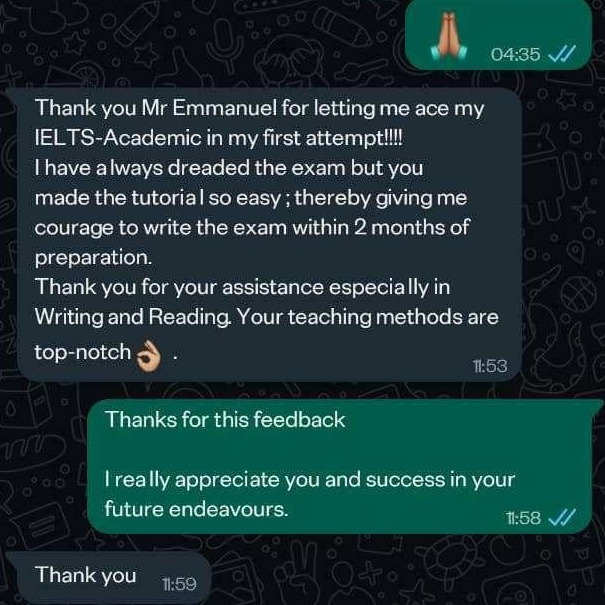 🙏🏽
04:35
Thank you Mr Emmanuel for letting me ace my
IELTS-Academic in my first attempt!!!!
I have always dreaded the exam but you
made the tutorial so easy ; thereby giving me
courage to write the exam within 2 months of
preparation.
Thank you for your assistance especially in
Writing and Reading. Your teaching methods are
top-notch 👌🏼 .
11:53
Thanks for this feedback
I really appreciate you and success in your
future endeavours.
11:58
Thank you
11:59